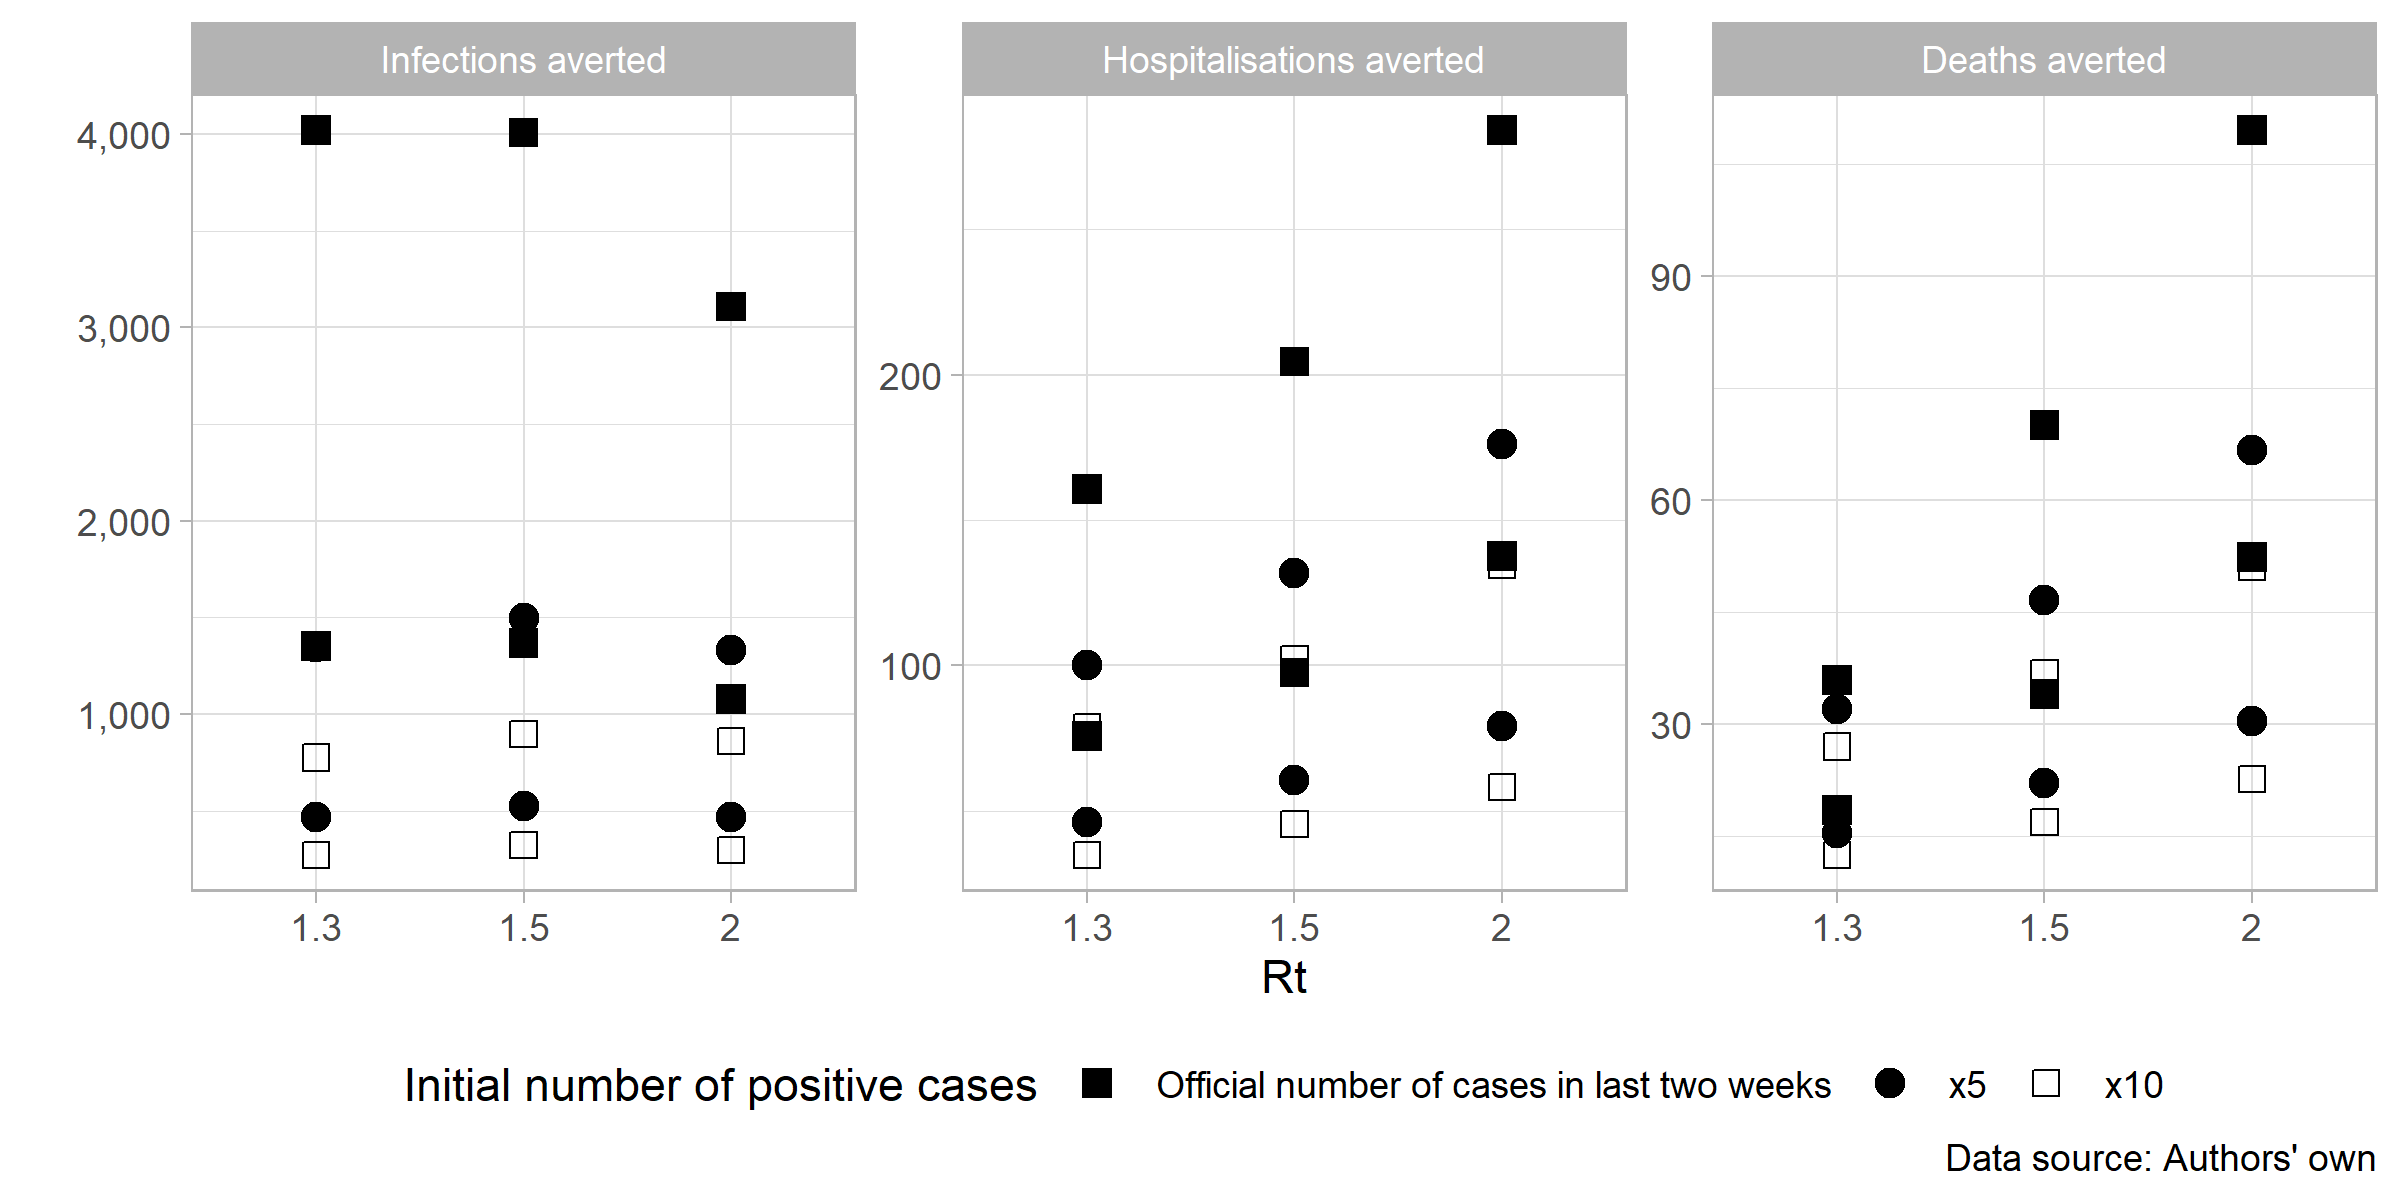 Infections averted
Hospitalisations averted
Deaths averted
4,000
3,000
2,000
1,000
200
100
90
60
30
1.3 1.5 2
1.3 1.5 2
1.3 1.5 2
Rt
Initial number of positive cases Official number of cases in last two weeks x5 x10
Data source: Authors' own